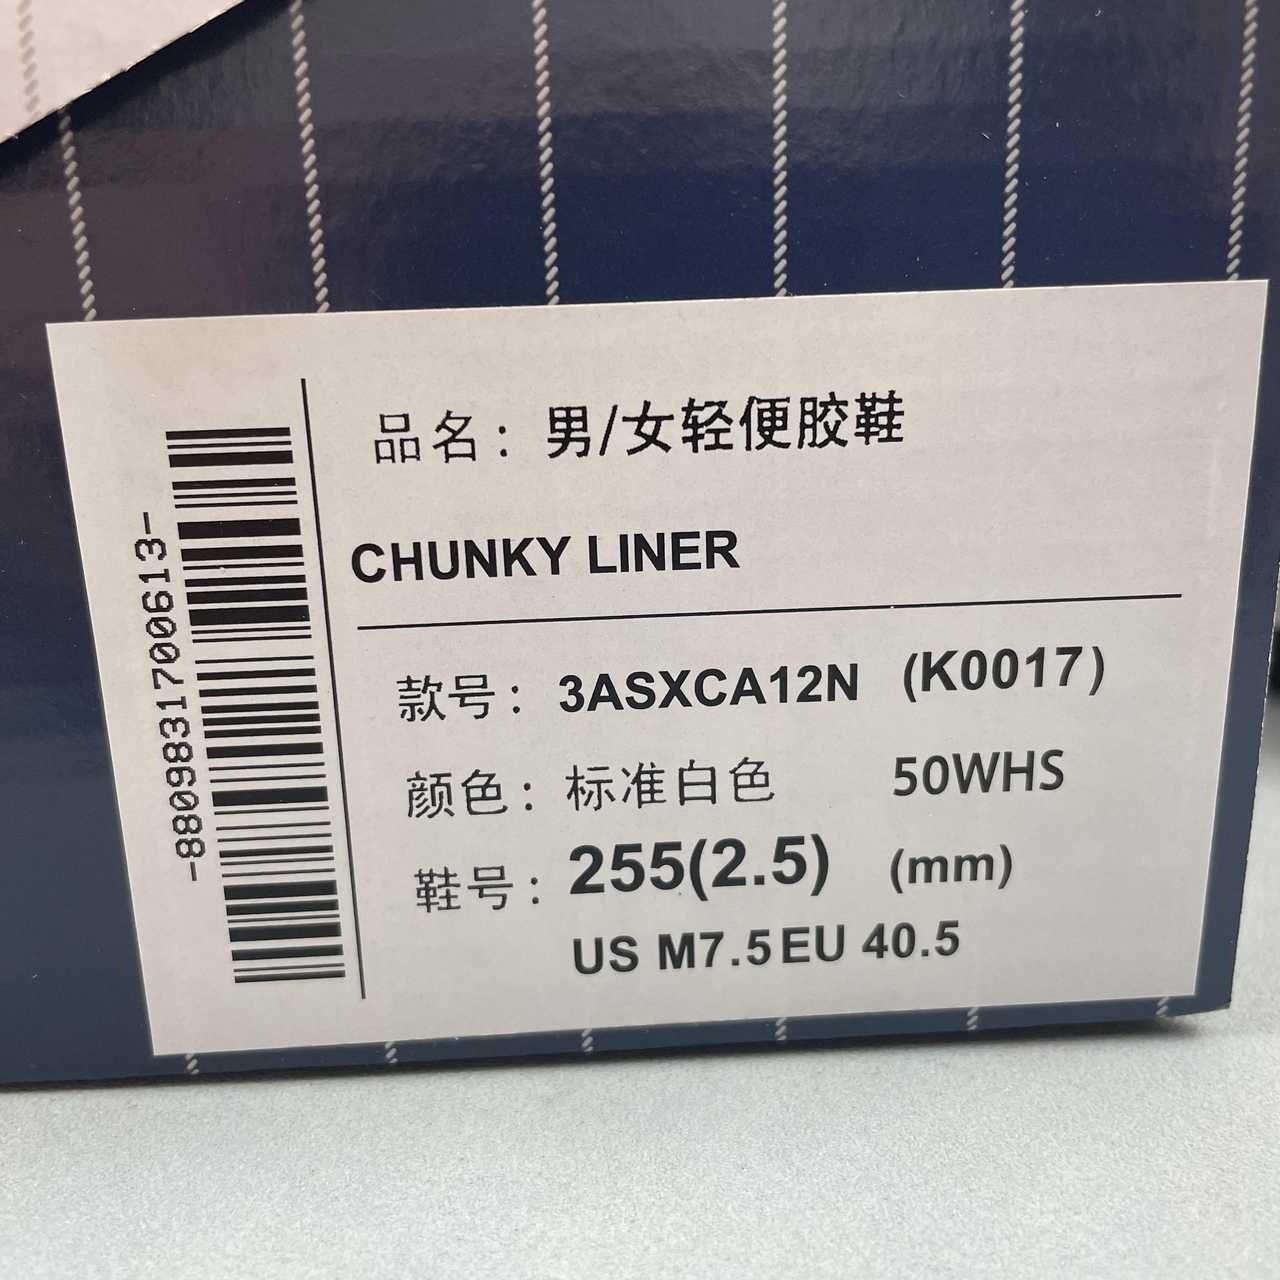 品名：男/女轻便胶鞋
CHUNKY LINER
款号：3ASXCA12N (K0017)
颜色：标准白色 50WHS
鞋号：255(2.5) (mm)
US M7.5 EU 40.5
-8809831700613-